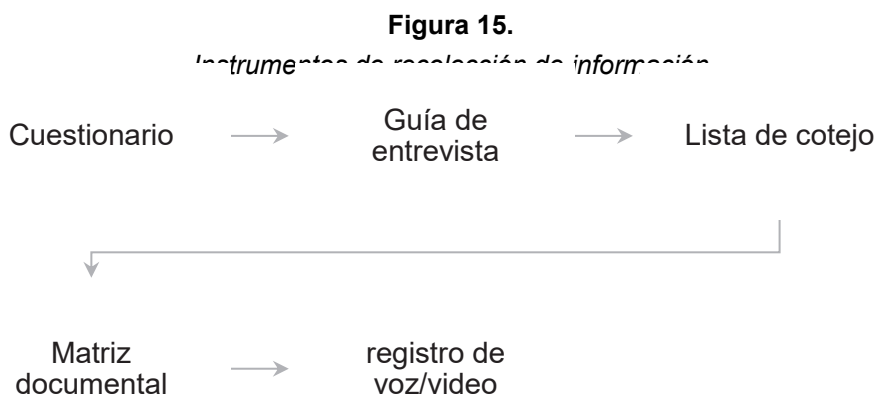 Figura 15.
Instrumentos de recolección de información
Cuestionario
Guía de
entrevista
Lista de cotejo
Matriz
documental
registro de
voz/video